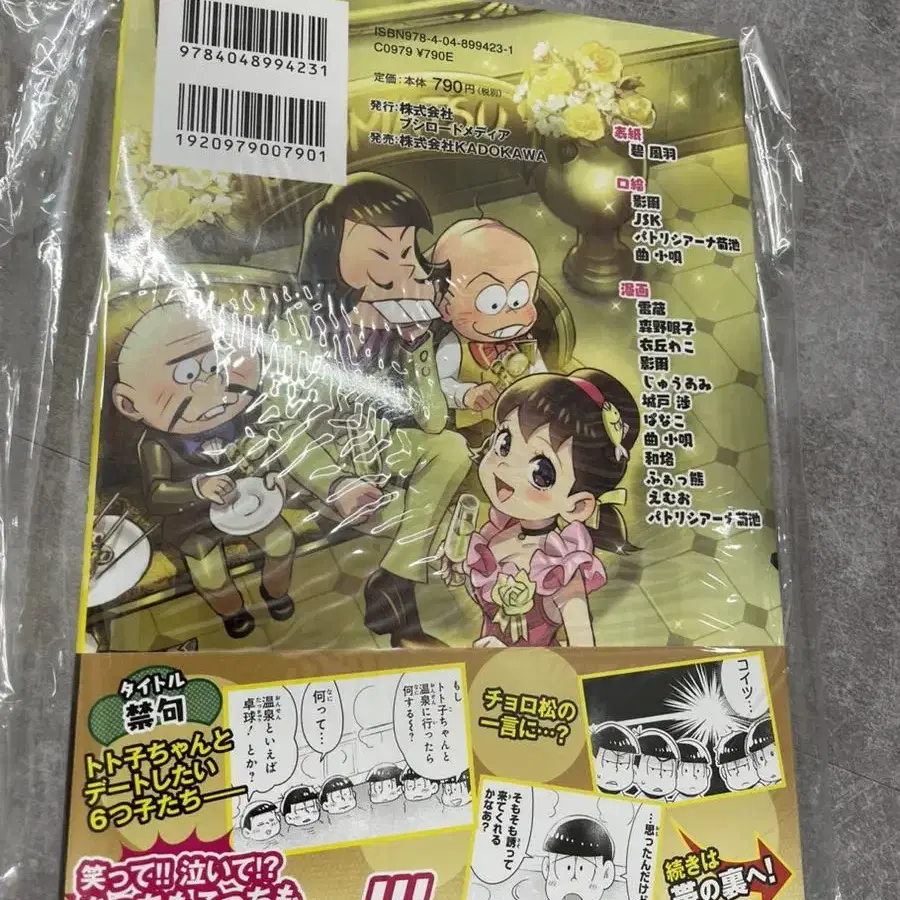 9784048994231
1920979007901
ISBN978-4-04-899423-1
C0979 ¥790E
定価:本体 790円(税別)
発行:株式会社
ブシロードメディア
発売:株式会社KADOKAWA
表紙
碧 風羽
口絵
影爾
JSK
パトリシアーナ菊池
曲 小唄
漫画
雷蔵
森野眠子
衣丘わこ
影爾
じゅうあみ
城戸 渉
ばなこ
曲 小唄
和塔
ふぁっ熊
えむお
パトリシアーナ菊池
タイトル
禁句
トト子ちゃんと
デートしたい
6つ子たち──
もし
トト子ちゃんと
温泉に行ったら
何する〜?
何って…
温泉といえば
卓球!とか?
チョロ松の
一言に…?
コイツ…
…思ったんだけど
そもそも誘って
来てくれる
かなあ?
続きは
帯の裏へ!
笑って!! 泣いて!?
!!!